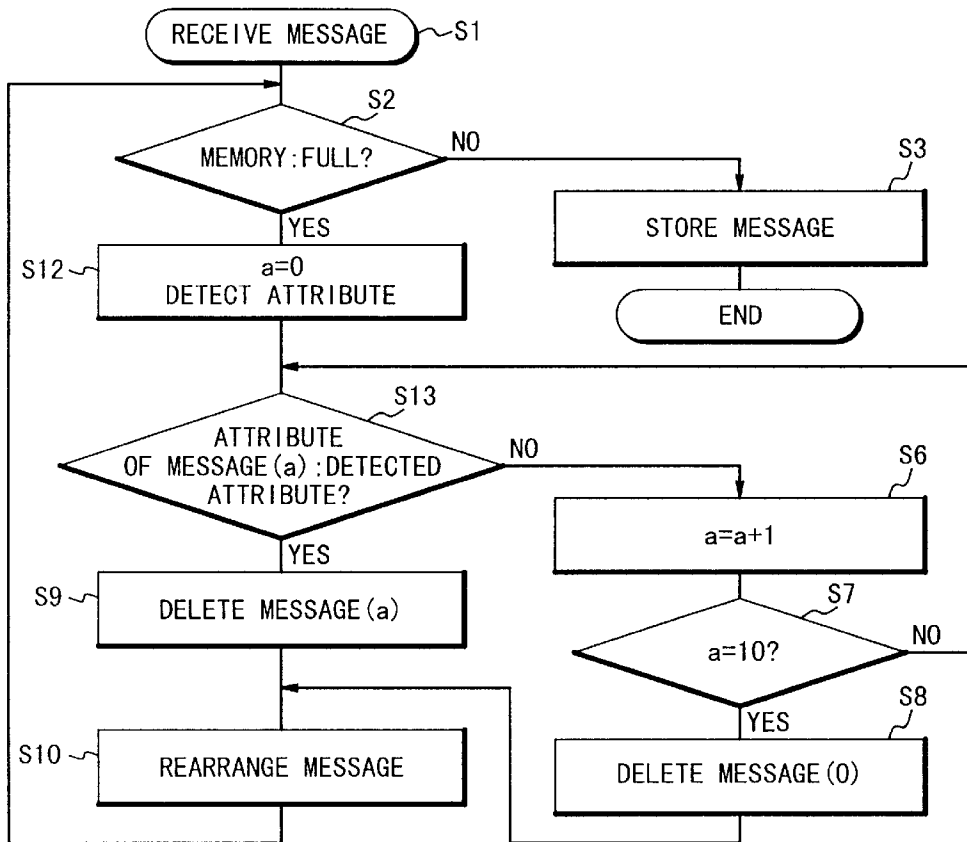 RECEIVE MESSAGE
S1
S2
MEMORY:FULL?
NO
YES
S3
STORE MESSAGE
END
S12
a=0
DETECT ATTRIBUTE
S13
ATTRIBUTE
OF MESSAGE(a):DETECTED
ATTRIBUTE?
NO
YES
S6
a=a+1
S7
a=10?
NO
YES
S9
DELETE MESSAGE(a)
S8
DELETE MESSAGE(0)
S10
REARRANGE MESSAGE